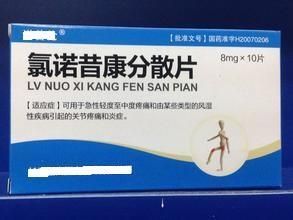 ®
【批准文号】国药准字H20070206
氯诺昔康分散片
8mg×10片
LV NUO XI KANG FEN SAN PIAN
【适应症】可用于急性轻度至中度疼痛和由某些类型的风湿
性疾病引起的关节疼痛和炎症。